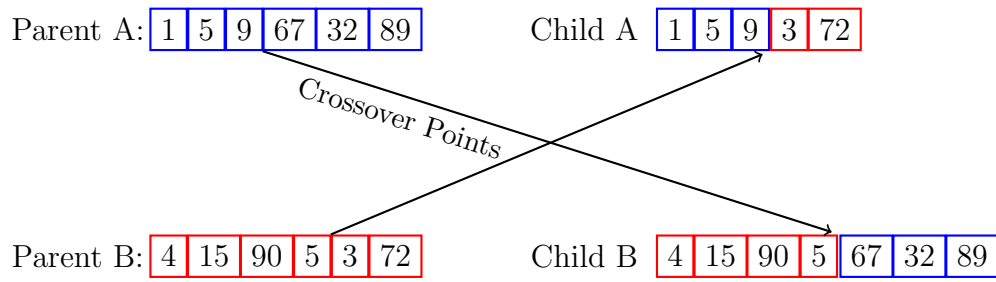 Parent A: 1 5 9 67 32 89
Child A 1 5 9 3 72
Crossover Points
Parent B: 4 15 90 5 3 72
Child B 4 15 90 5 67 32 89